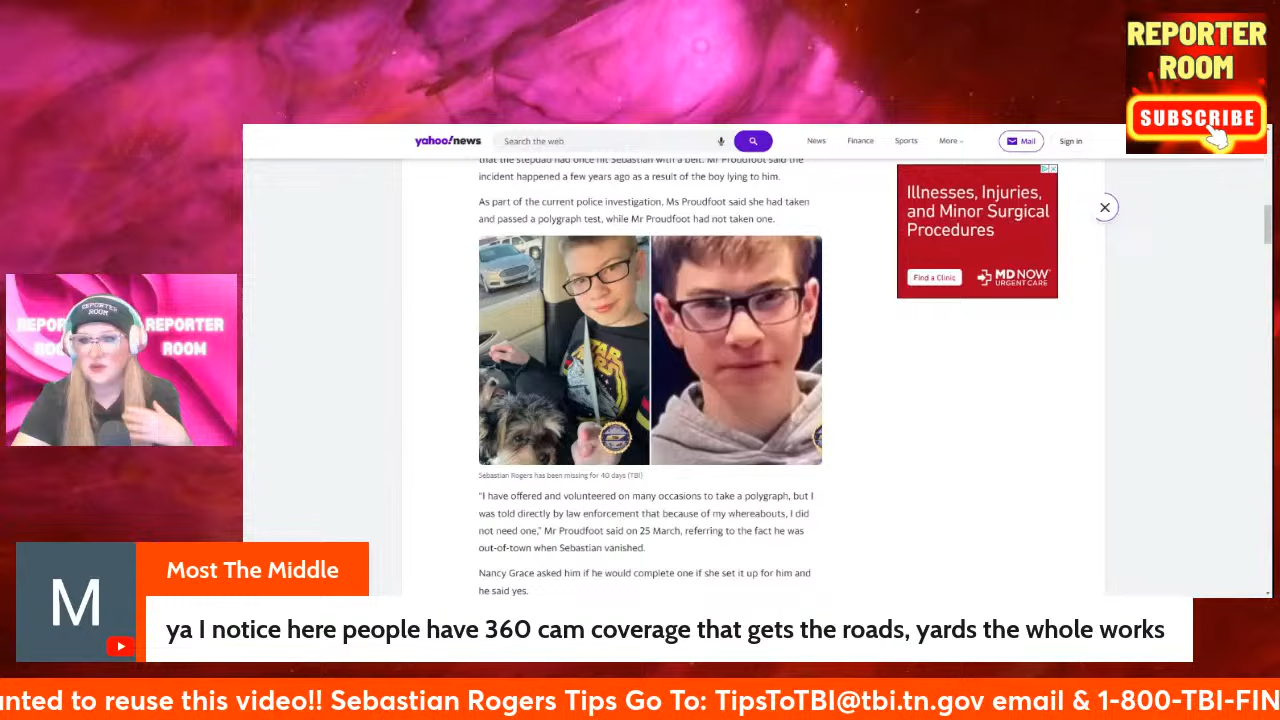 REPORTER
ROOM
SUBSCRIBE
yahoo!news
Search the web
News
Finance
Sports
More
Mail
Sign in
that the stepdad had once hit Sebastian with a belt. Mr Proudfoot said the
incident happened a few years ago as a result of the boy lying to him.
As part of the current police investigation, Ms Proudfoot said she had taken
and passed a polygraph test, while Mr Proudfoot had not taken one.
Illnesses, Injuries,
and Minor Surgical
Procedures
Find a Clinic
MD NOW
URGENT CARE
STAR
REPORTER
ROOM
REPOR
REPORTER
ROOM
Sebastian Rogers has been missing for 40 days (TBI)
"I have offered and volunteered on many occasions to take a polygraph, but I
was told directly by law enforcement that because of my whereabouts, I did
not need one," Mr Proudfoot said on 25 March, referring to the fact he was
out-of-town when Sebastian vanished.
Nancy Grace asked him if he would complete one if she set it up for him and
he said yes.
M
Most The Middle
ya I notice here people have 360 cam coverage that gets the roads, yards the whole works
anted to reuse this video!! Sebastian Rogers Tips Go To: TipsToTBI@tbi.tn.gov email & 1-800-TBI-FIN